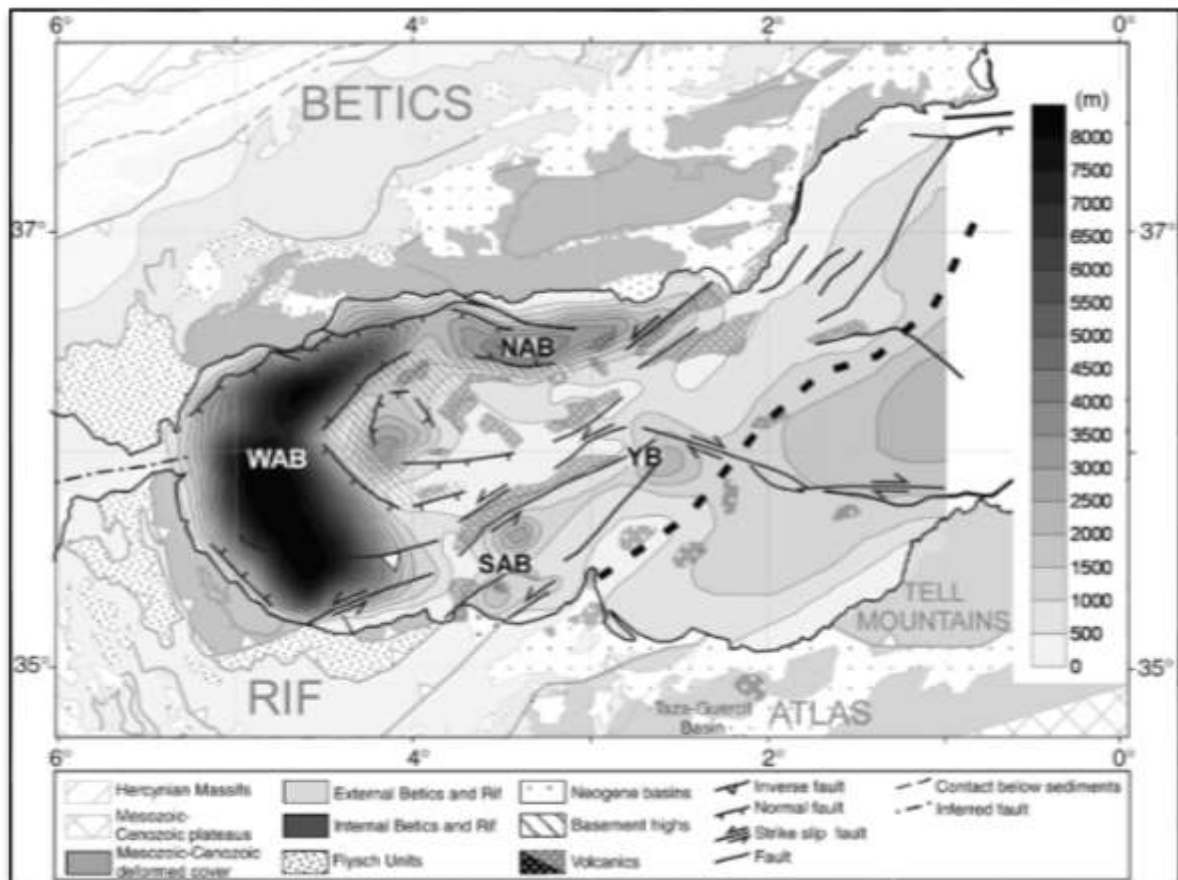 6° 4° 2° 0°
BETICS
(m)
8000
7500
37° 7000 37°
6500
6000
5500
NAB 5000
4500
4000
WAB YB 3500
3000
2500
2000
SAB 1500
1000
TELL
MOUNTAINS
500
0
35° 35°
RIF
Taza-Guercif
Basin
ATLAS
6° 4° 2° 0°
Hercynian Massifs External Betics and Rif Neogene basins Inverse fault Contact below sediments
Normal fault Inferred fault
Mesozoic-
Cenozoic plateaus
Internal Betics and Rif Basement highs Strike slip fault
Mesozoic-Cenozoic
deformed cover
Flysch Units Volcanics Fault